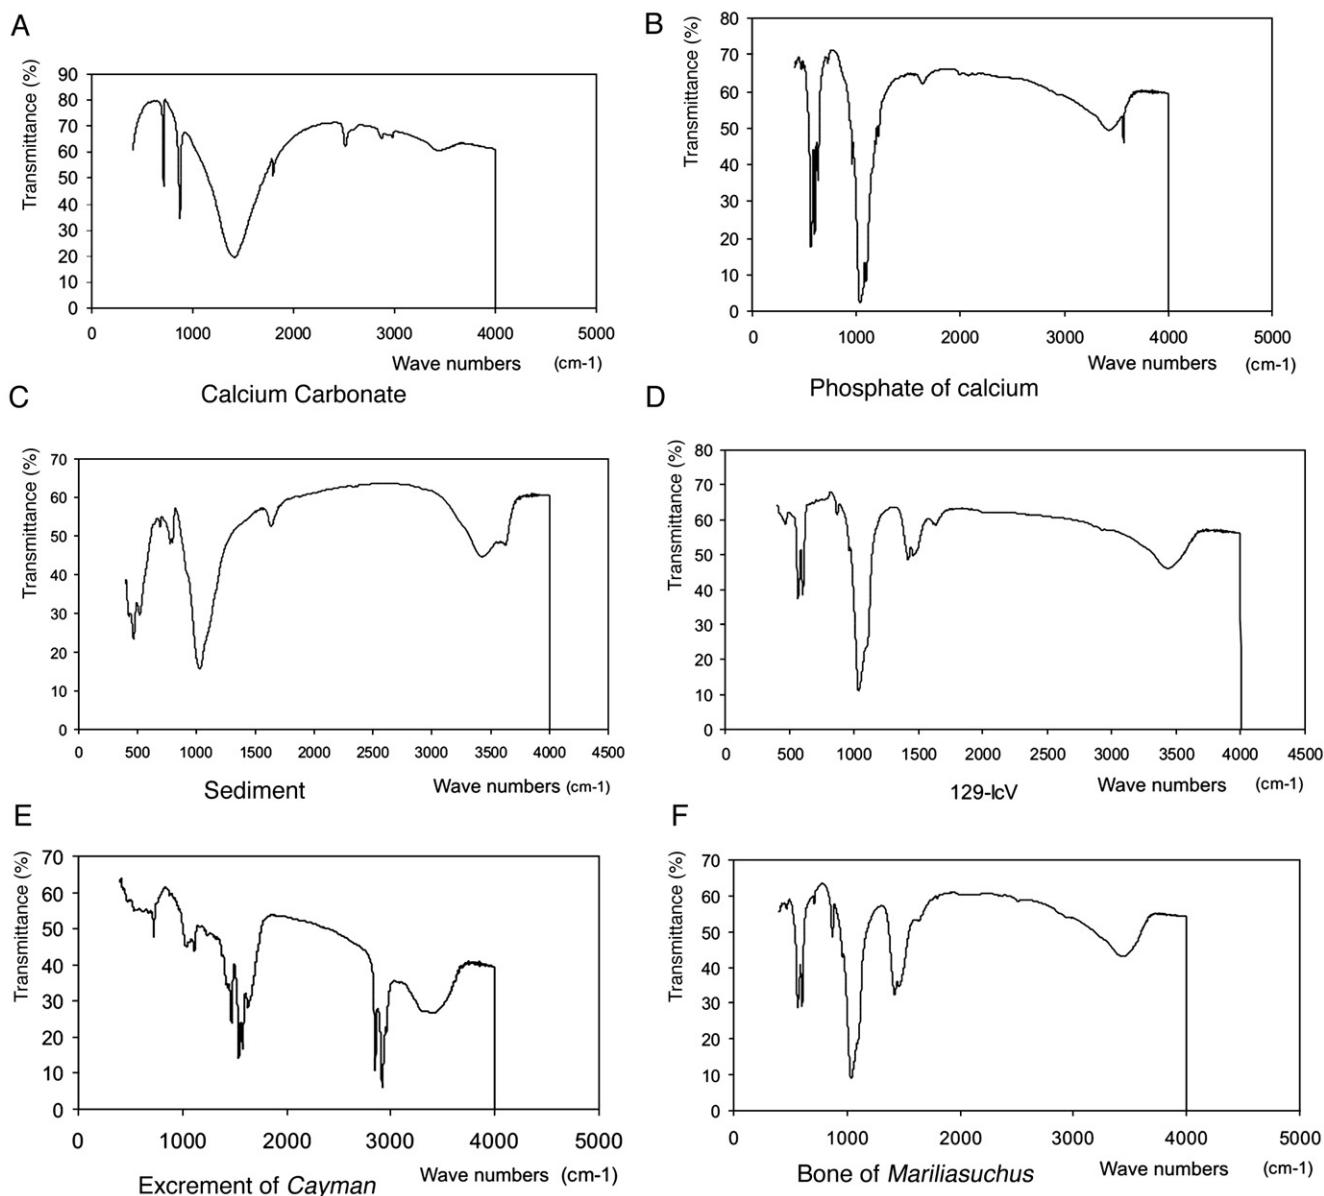 A
Transmittance (%)
90
80
70
60
50
40
30
20
10
0
0 1000 2000 3000 4000 5000
Wave numbers (cm-1)
Calcium Carbonate
B
Transmittance (%)
80
70
60
50
40
30
20
10
0
0 1000 2000 3000 4000 5000
Wave numbers (cm-1)
Phosphate of calcium
C
Transmittance (%)
70
60
50
40
30
20
10
0
0 500 1000 1500 2000 2500 3000 3500 4000 4500
Wave numbers (cm-1)
Sediment
D
Transmittance (%)
80
70
60
50
40
30
20
10
0
0 500 1000 1500 2000 2500 3000 3500 4000 4500
Wave numbers (cm-1)
129-IcV
E
Transmittance (%)
70
60
50
40
30
20
10
0
0 1000 2000 3000 4000 5000
Wave numbers (cm-1)
Excrement of Cayman
F
Transmittance (%)
70
60
50
40
30
20
10
0
0 1000 2000 3000 4000 5000
Wave numbers (cm-1)
Bone of Mariliasuchus